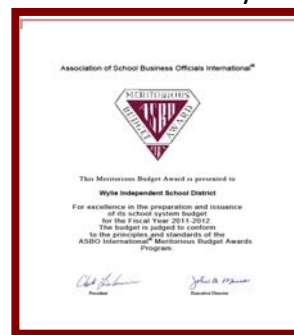 Association of School Business Officials International®
MERITORIOUS
ASBO
BUDGET
AWARD
This Meritorious Budget Award is presented to
Wylie Independent School District
For excellence in the preparation and issuance
of its school system budget
for the Fiscal Year 2011-2012.
The budget is judged to conform
to the principles and standards of the
ASBO International® Meritorious Budget Awards
Program.
President
Executive Director